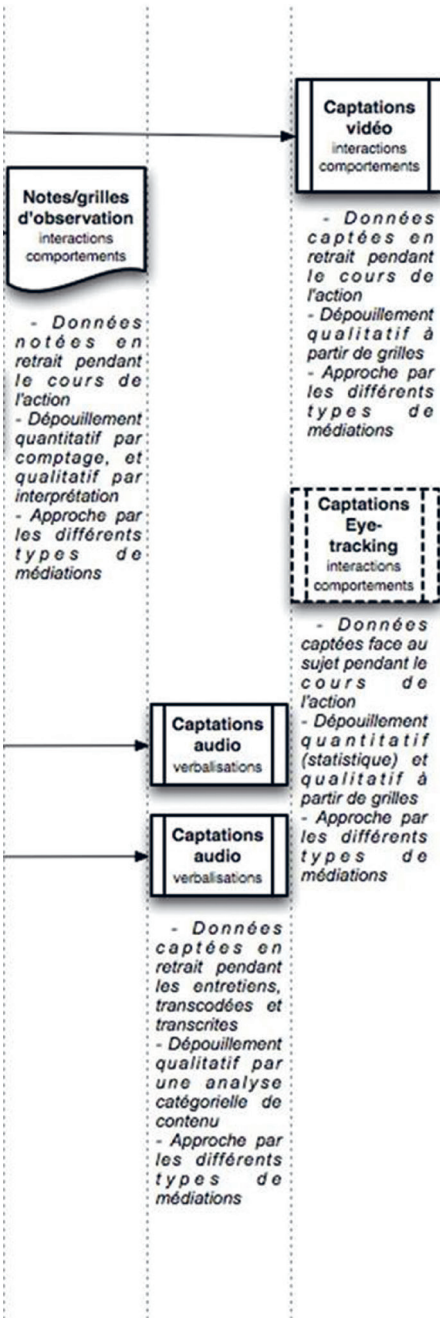 Captations
vidéo
interactions
comportements
- Données
captées en
retrait pendant
le cours de
l'action
- Dépouillement
qualitatif à
partir de grilles
- Approche par
les différents
types de
médiations
Notes/grilles
d'observation
interactions
comportements
- Données
notées en
retrait pendant
le cours de
l'action
- Dépouillement
quantitatif par
comptage, et
qualitatif par
interprétation
- Approche par
les différents
types de
médiations
Captations
Eye-
tracking
interactions
comportements
- Données
captées face au
sujet pendant le
cours de
l'action
- Dépouillement
quantitatif
(statistique) et
qualitatif à
partir de grilles
- Approche par
les différents
types de
médiations
Captations
audio
verbalisations
Captations
audio
verbalisations
- Données
captées en
retrait pendant
les entretiens,
transcodées et
transcrites
- Dépouillement
qualitatif par
une analyse
catégorielle de
contenu
- Approche par
les différents
types de
médiations